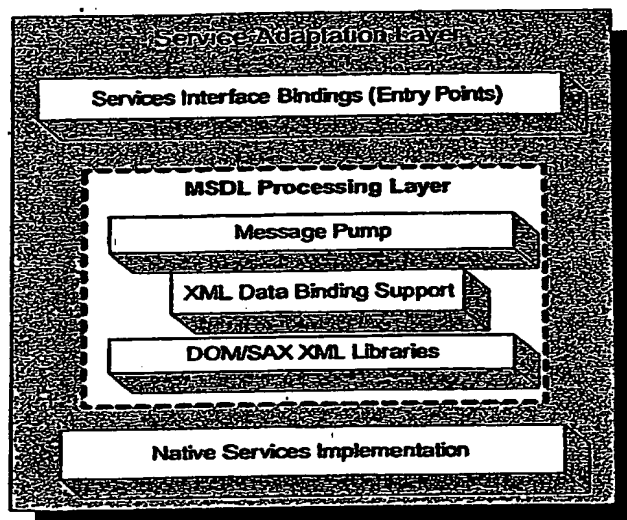 Service Adaptation Layer
Services Interface Bindings (Entry Points)
MSDL Processing Layer
Message Pump
XML Data Binding Support
DOM/SAX XML Libraries
Native Services Implementation